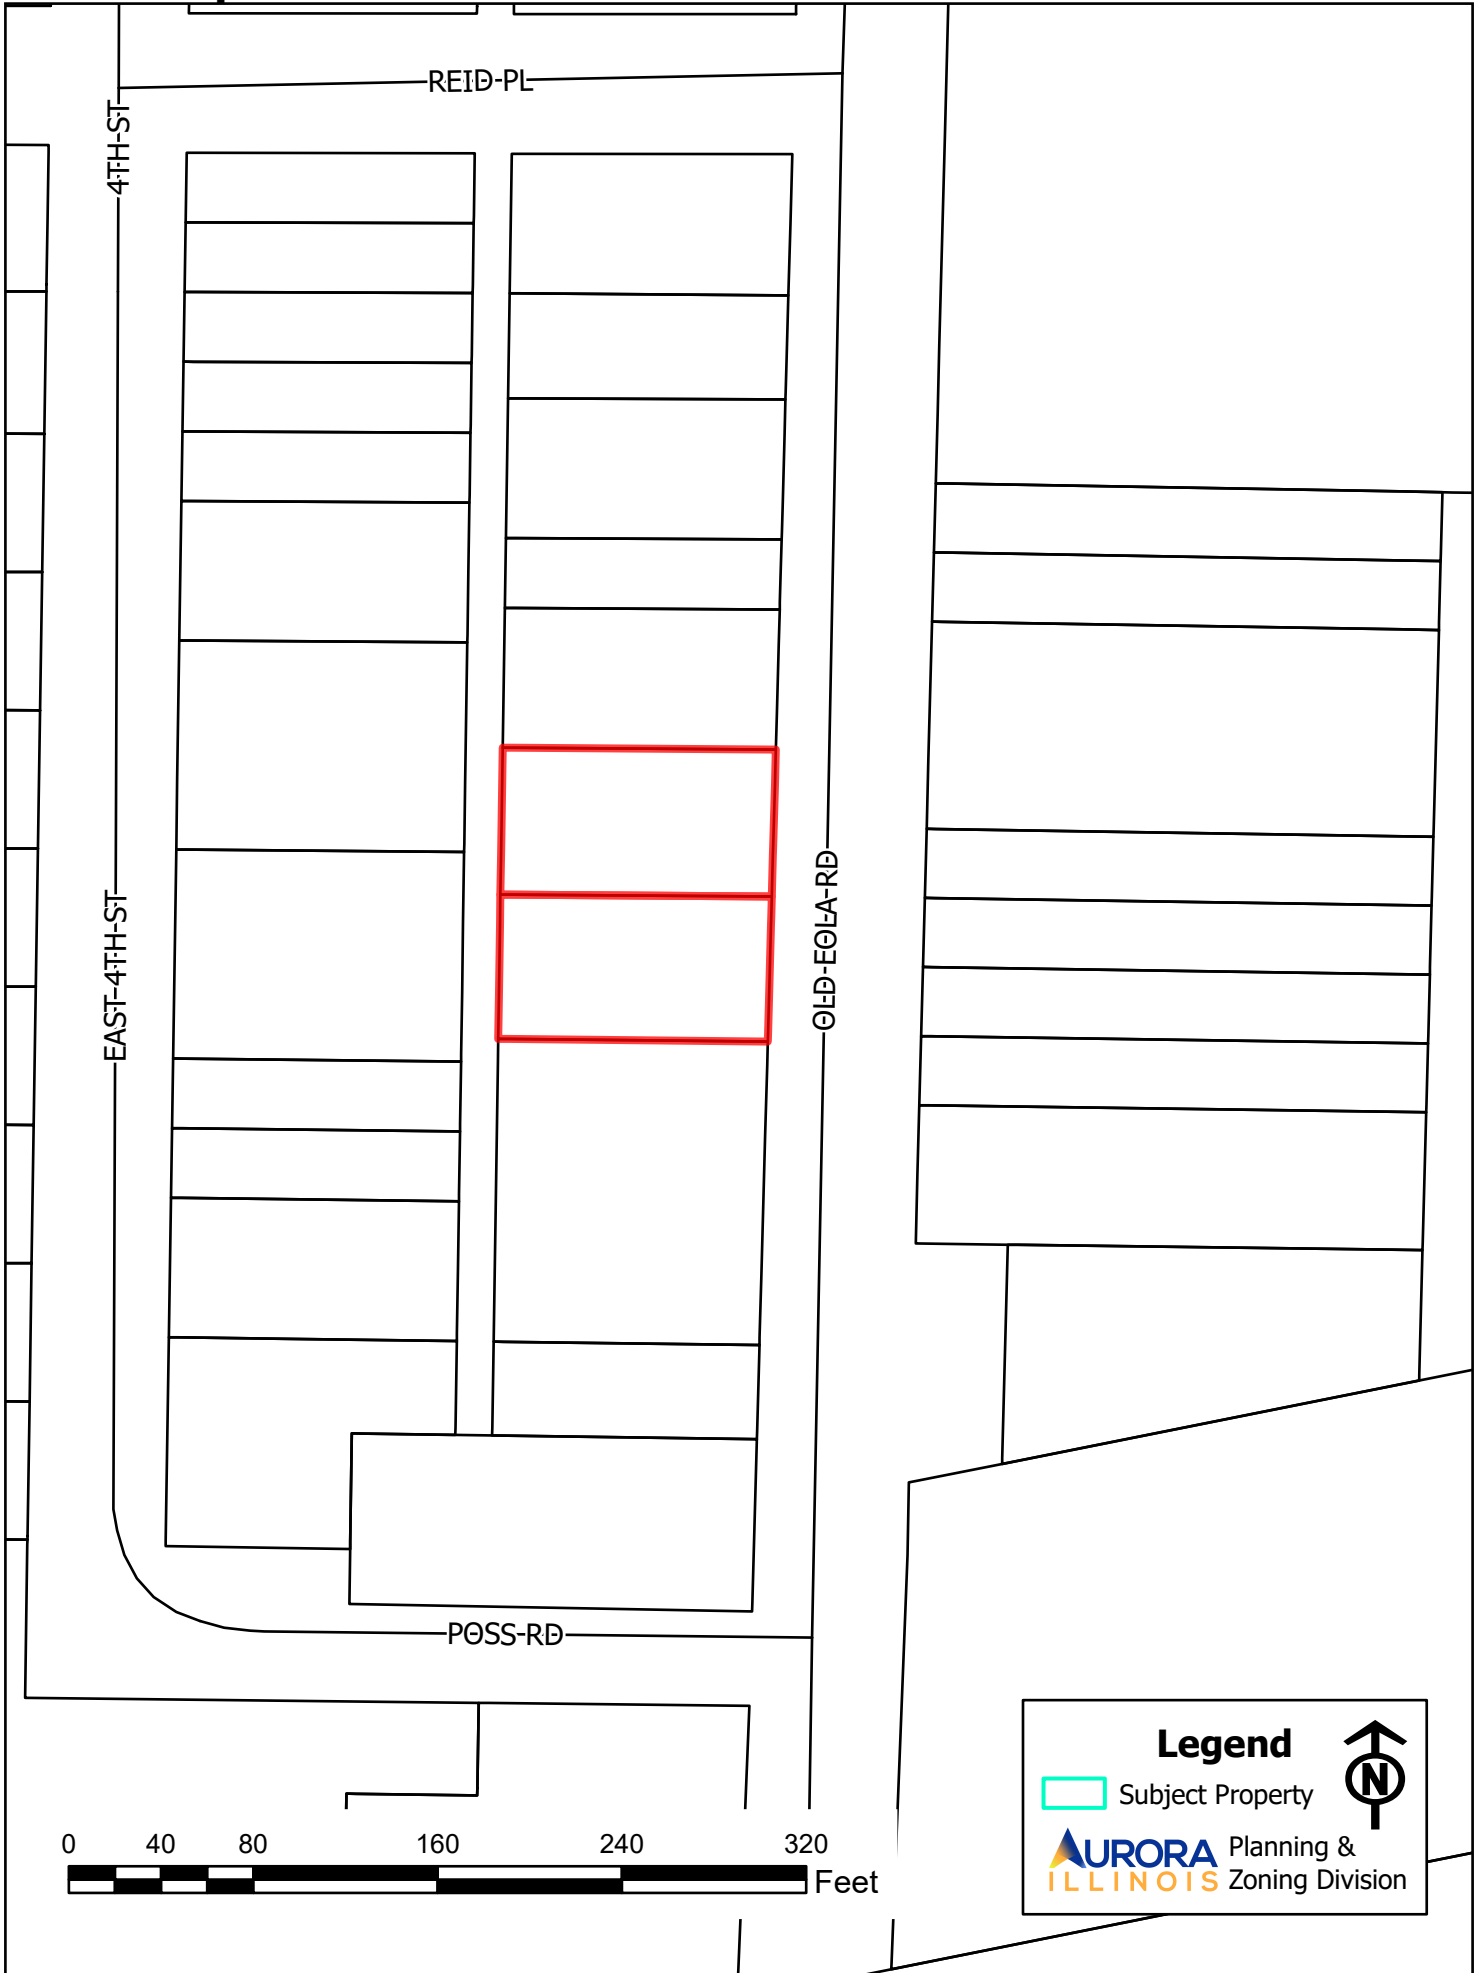 REID PL
4TH ST
EAST 4TH ST
OLD EOLA RD
POSS RD
Legend
Subject Property
N
AURORA
ILLINOIS
Planning &
Zoning Division
0 40 80 160 240 320
Feet